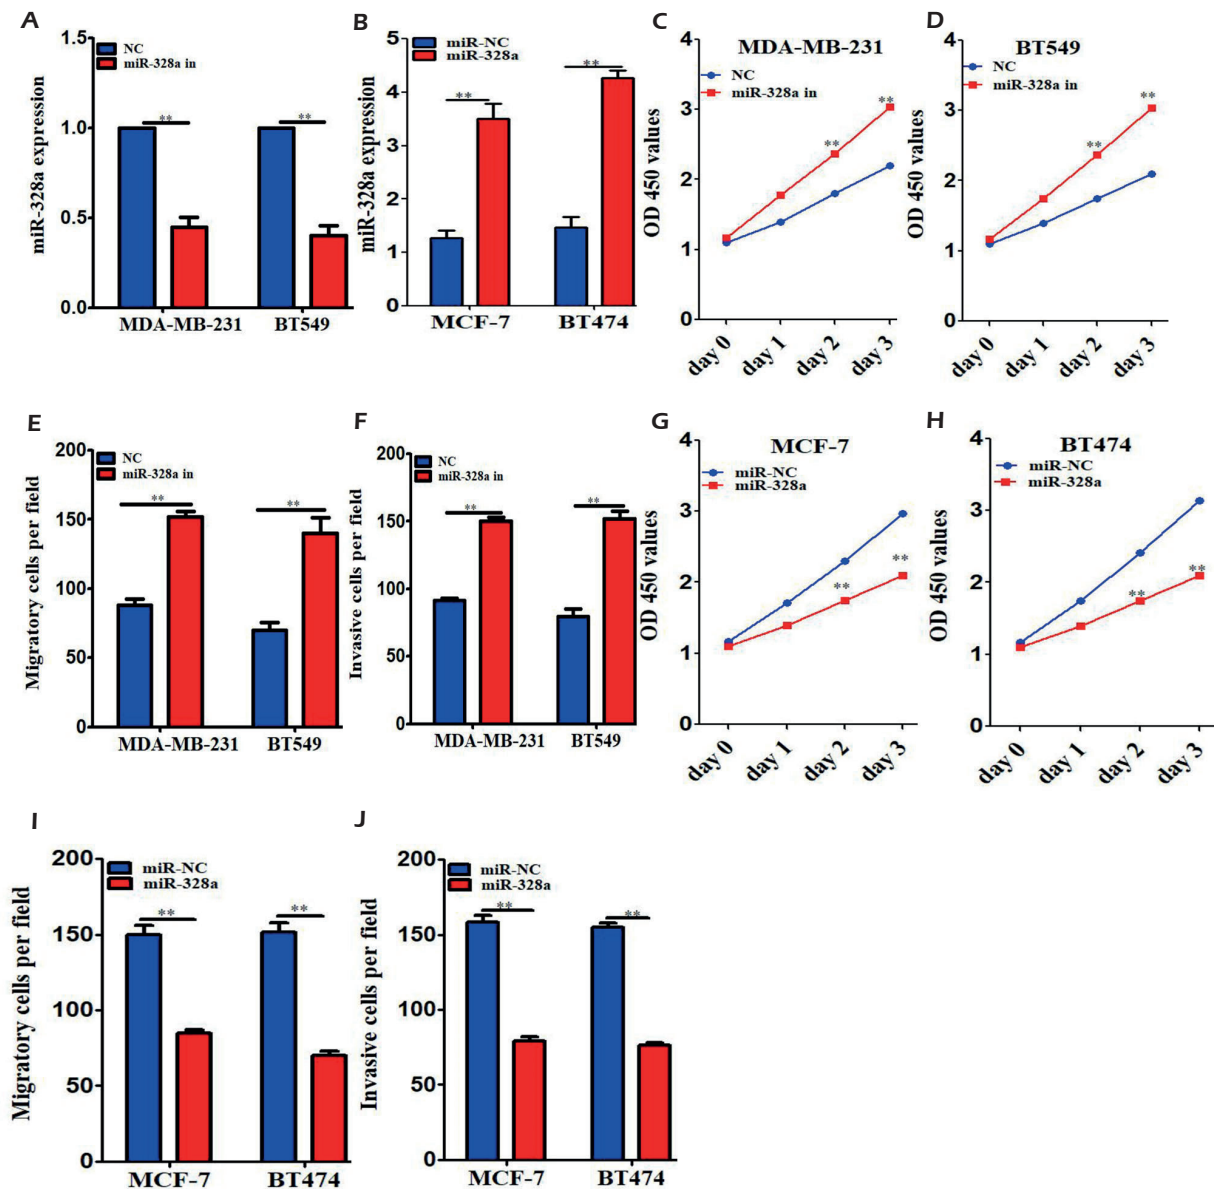 A
1.5
1.0
0.5
0.0
miR-328a expression
NC
miR-328a in
**
**
MDA-MB-231
BT549
B
5
4
3
2
1
0
miR-328a expression
miR-NC
miR-328a
**
**
MCF-7
BT474
C
MDA-MB-231
4
3
2
1
OD 450 values
NC
miR-328a in
**
**
day 0
day 1
day 2
day 3
D
BT549
4
3
2
1
OD 450 values
NC
miR-328a in
**
**
day 0
day 1
day 2
day 3
E
200
150
100
50
0
Migratory cells per field
NC
miR-328a in
**
**
MDA-MB-231
BT549
F
200
150
100
50
0
Invasive cells per field
NC
miR-328a in
**
**
MDA-MB-231
BT549
G
MCF-7
4
3
2
1
0
OD 450 values
miR-NC
miR-328a
**
**
day 0
day 1
day 2
day 3
H
BT474
4
3
2
1
0
OD 450 values
miR-NC
miR-328a
**
**
day 0
day 1
day 2
day 3
I
200
150
100
50
0
Migratory cells per field
miR-NC
miR-328a
**
**
MCF-7
BT474
J
200
150
100
50
0
Invasive cells per field
miR-NC
miR-328a
**
**
MCF-7
BT474